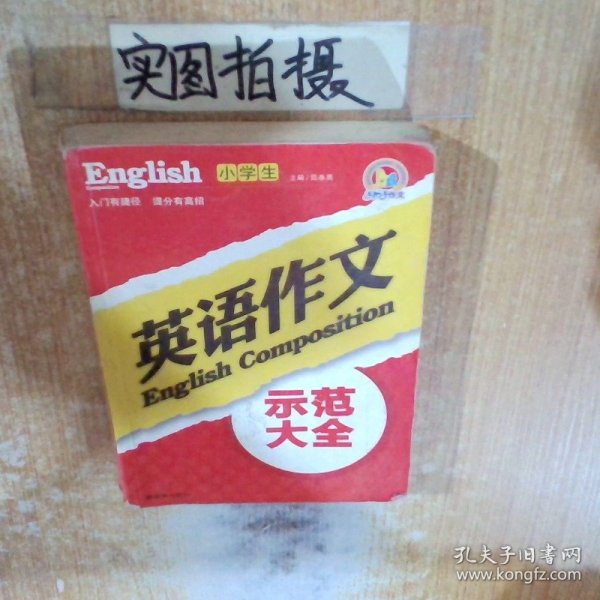 实图拍摄
English 小学生
入门有捷径 提分有高招
英语作文
English Composition
示范
大全
孔夫子旧书网
www.kongfz.com